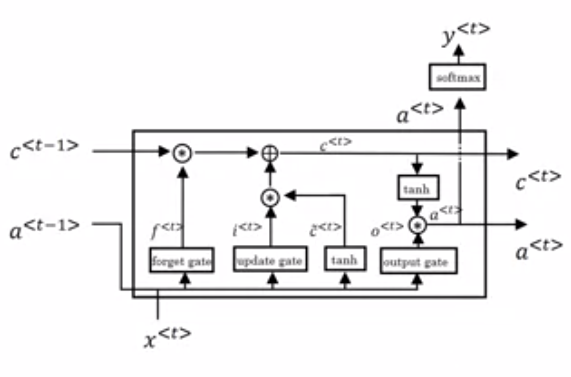 y<t>
softmax
a<t>
c<t-1>
c<t>
c<t>
tanh
a<t-1>
f<t>
i<t>
c̃<t>
o<t>
a<t>
a<t>
forget gate
update gate
tanh
output gate
x<t>